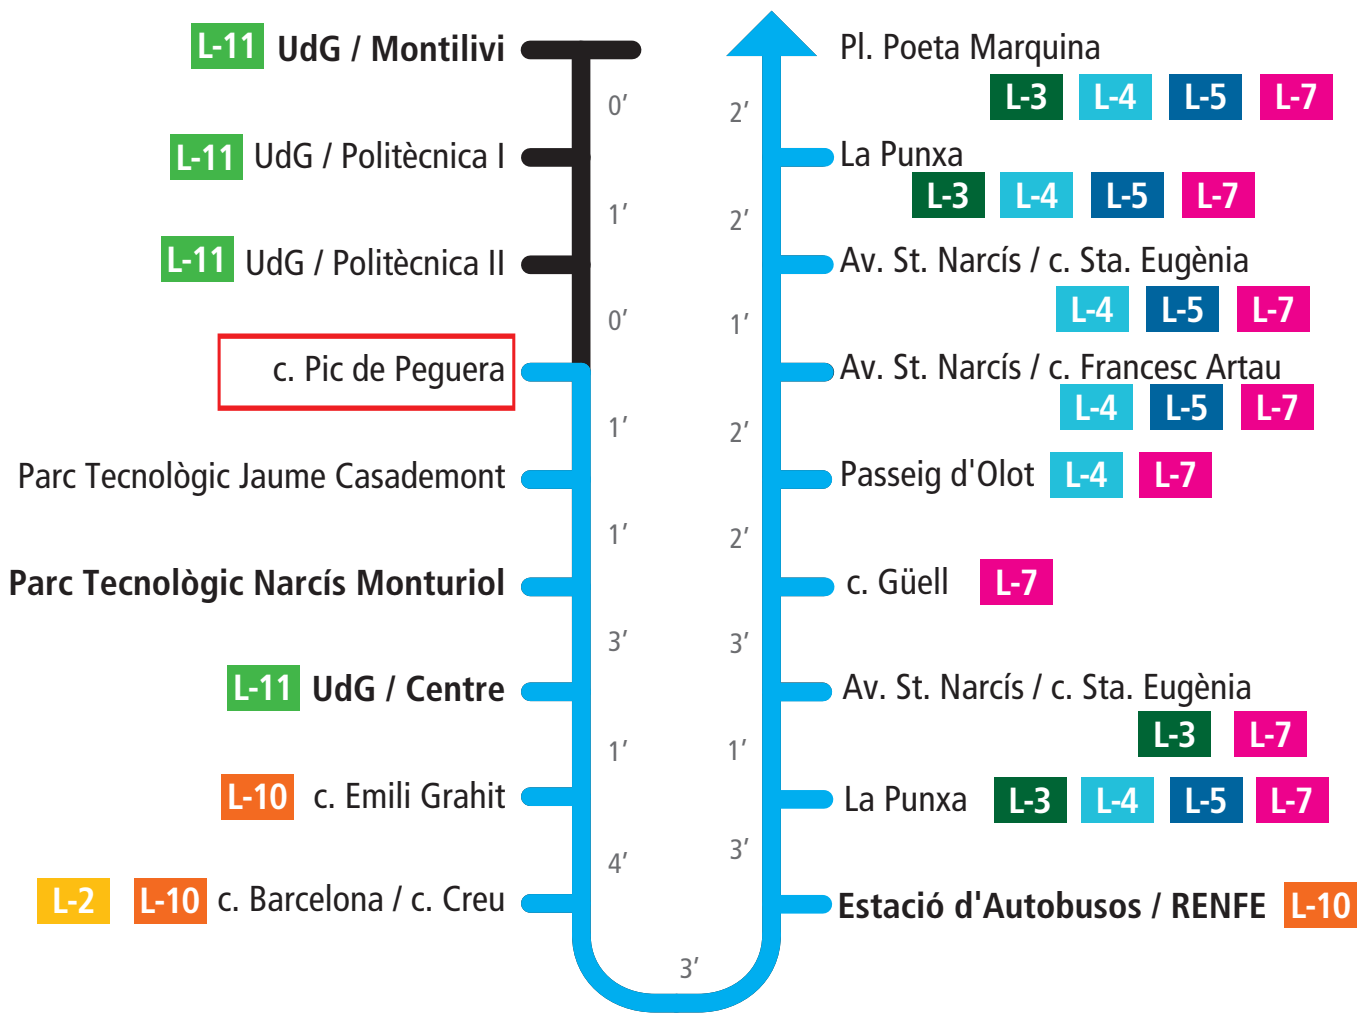 L-11 UdG / Montilivi
0’
L-11 UdG / Politècnica I
1’
L-11 UdG / Politècnica II
0’
c. Pic de Peguera
1’
Parc Tecnològic Jaume Casademont
1’
Parc Tecnològic Narcís Monturiol
3’
L-11 UdG / Centre
1’
L-10 c. Emili Grahit
4’
L-2 L-10 c. Barcelona / c. Creu
3’
Pl. Poeta Marquina
L-3 L-4 L-5 L-7
2’
La Punxa
L-3 L-4 L-5 L-7
2’
Av. St. Narcís / c. Sta. Eugènia
L-4 L-5 L-7
1’
Av. St. Narcís / c. Francesc Artau
L-4 L-5 L-7
2’
Passeig d'Olot L-4 L-7
2’
c. Güell L-7
3’
Av. St. Narcís / c. Sta. Eugènia
L-3 L-7
1’
La Punxa L-3 L-4 L-5 L-7
3’
Estació d'Autobusos / RENFE L-10